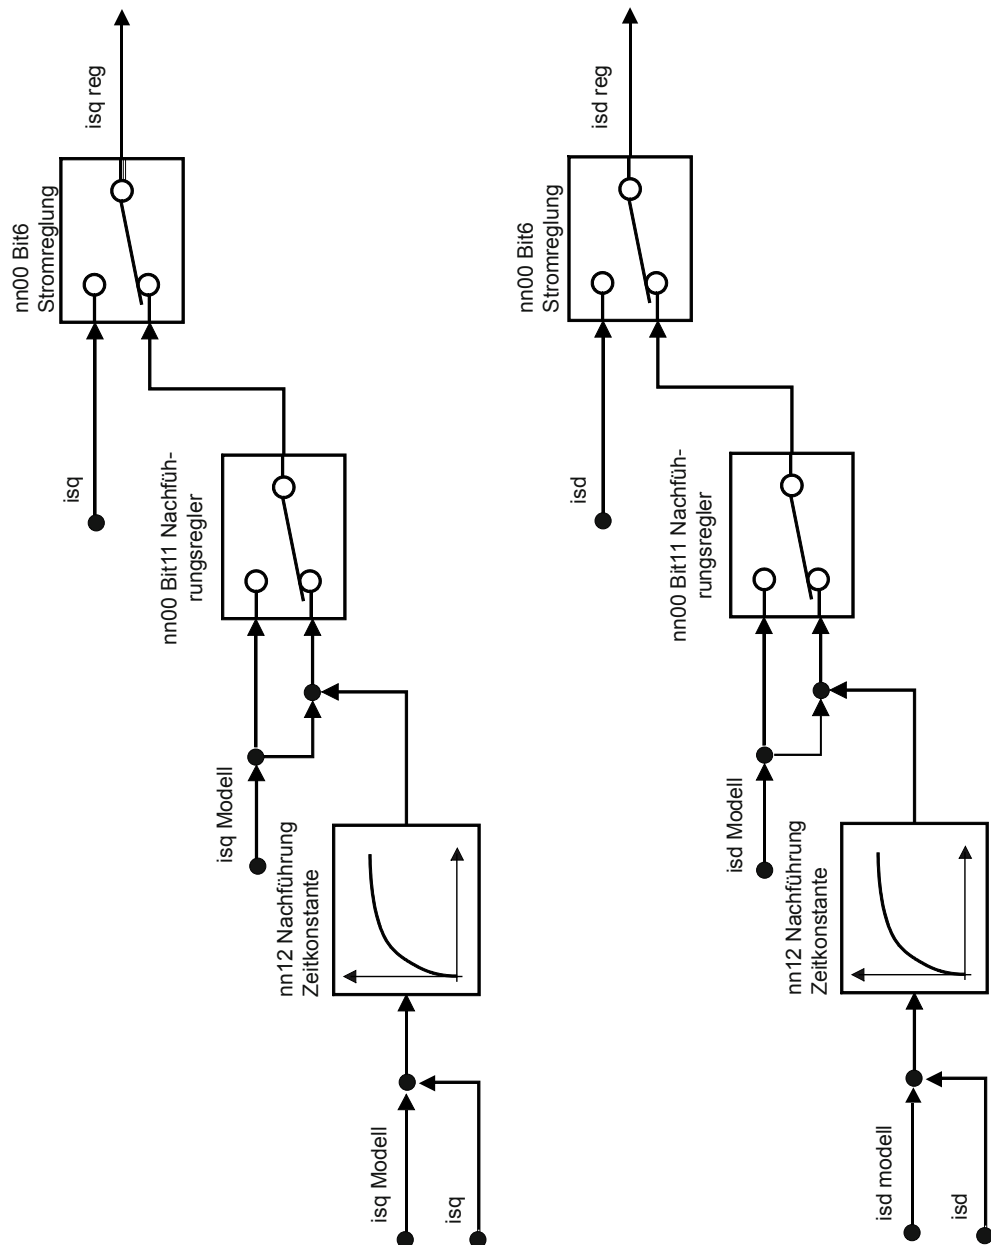 isq reg
nn00 Bit6
Stromreglung
isq
nn00 Bit11 Nachfüh-
rungsregler
isq Modell
nn12 Nachführung
Zeitkonstante
isq Modell
isq
isd reg
nn00 Bit6
Stromreglung
isd
nn00 Bit11 Nachfüh-
rungsregler
isd Modell
nn12 Nachführung
Zeitkonstante
isd modell
isd